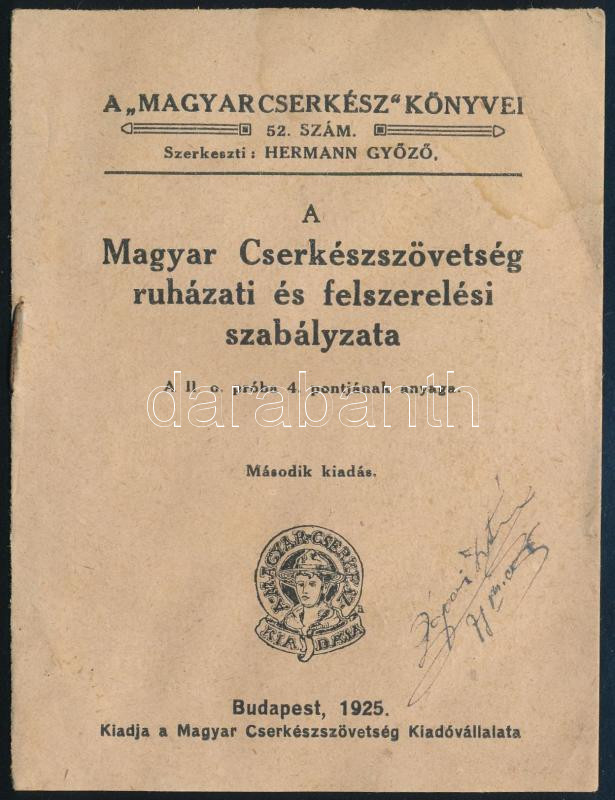 A „MAGYAR CSERKÉSZ“ KÖNYVEI
52. SZÁM.
Szerkeszti: HERMANN GYŐZŐ.
A
Magyar Cserkészszövetség
ruházati és felszerelési
szabályzata
A II. o. próba 4. pontjának anyaga.
darabanth
Második kiadás.
A·MAGYAR·CSERKÉSZ·
KIADÁSA
Budapest, 1925.
Kiadja a Magyar Cserkészszövetség Kiadóvállalata